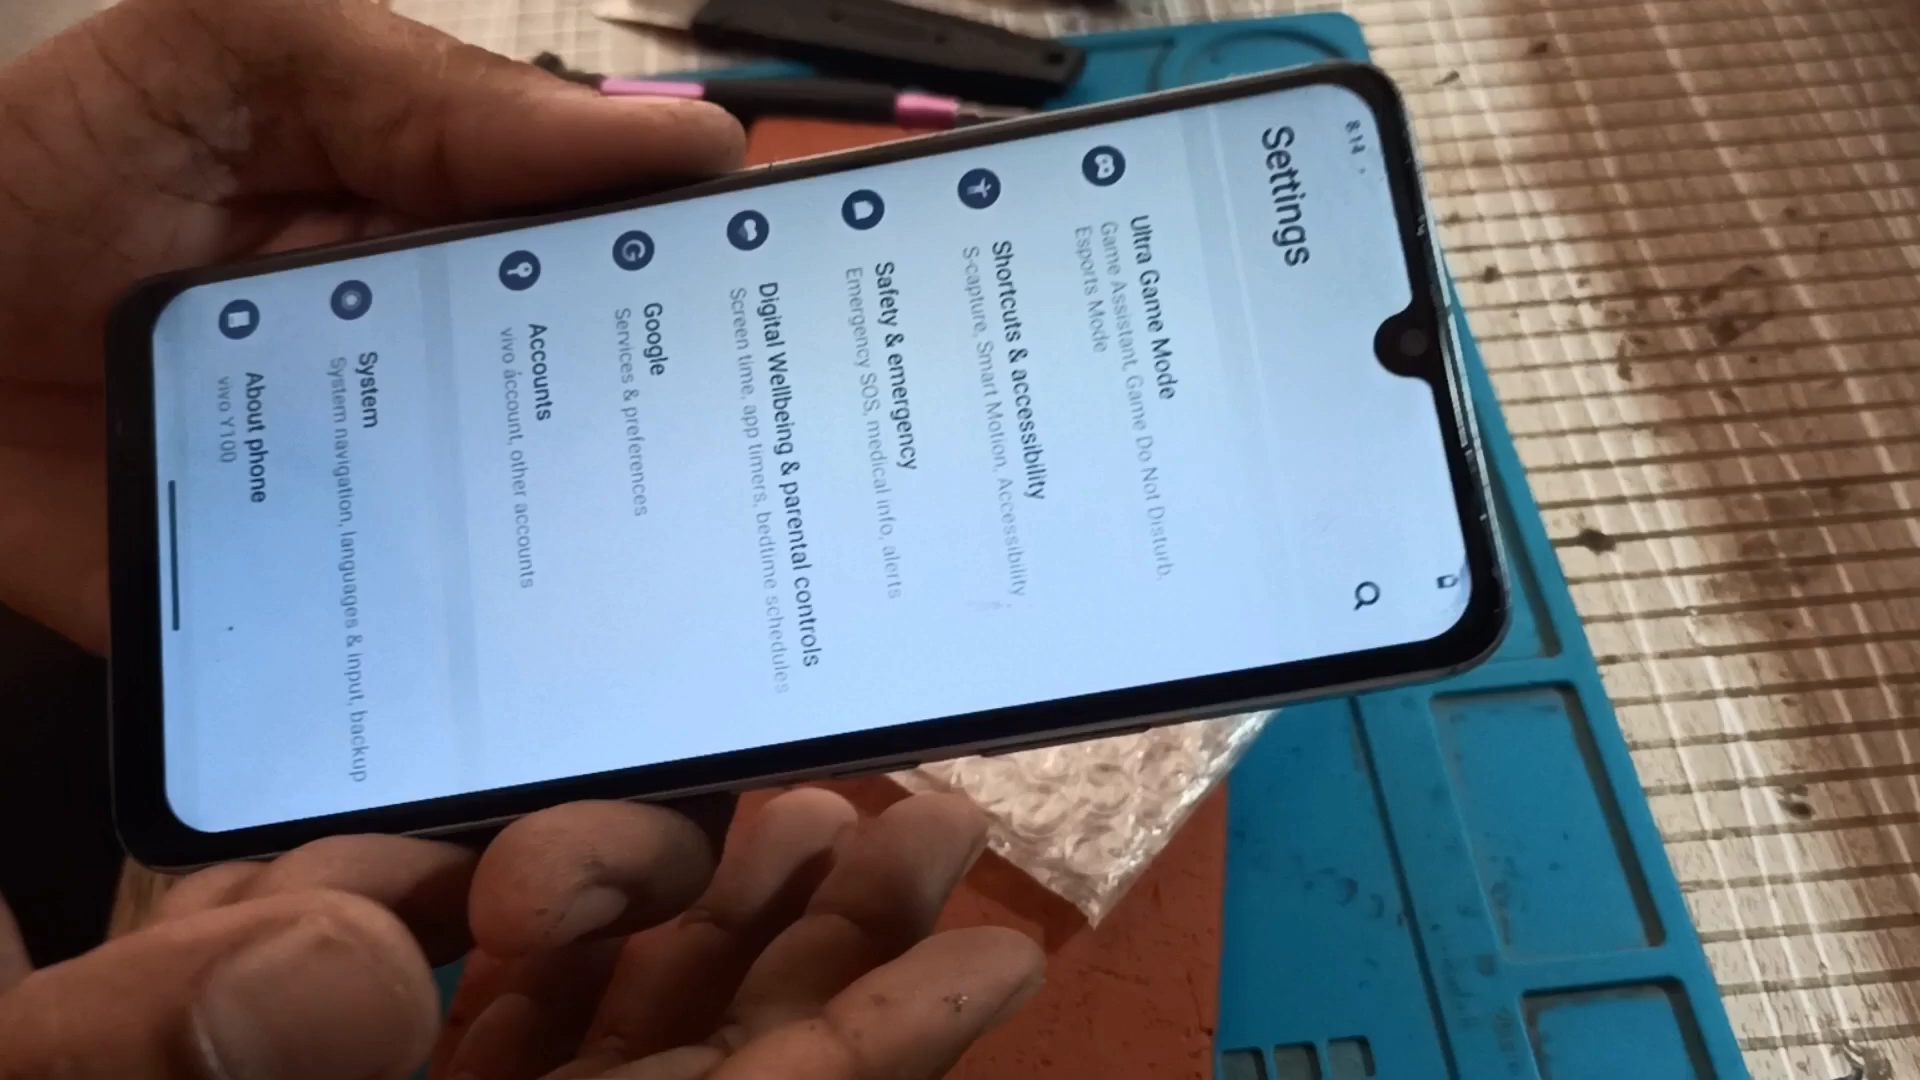 8:14
Settings
Ultra Game Mode
Game Assistant, Game Do Not Disturb,
Esports Mode
Shortcuts & accessibility
S-capture, Smart Motion, Accessibility
Safety & emergency
Emergency SOS, medical info, alerts
Digital Wellbeing & parental controls
Screen time, app timers, bedtime schedules
Google
Services & preferences
Accounts
vivo account, other accounts
System
System navigation, languages & input, backup
About phone
vivo Y100